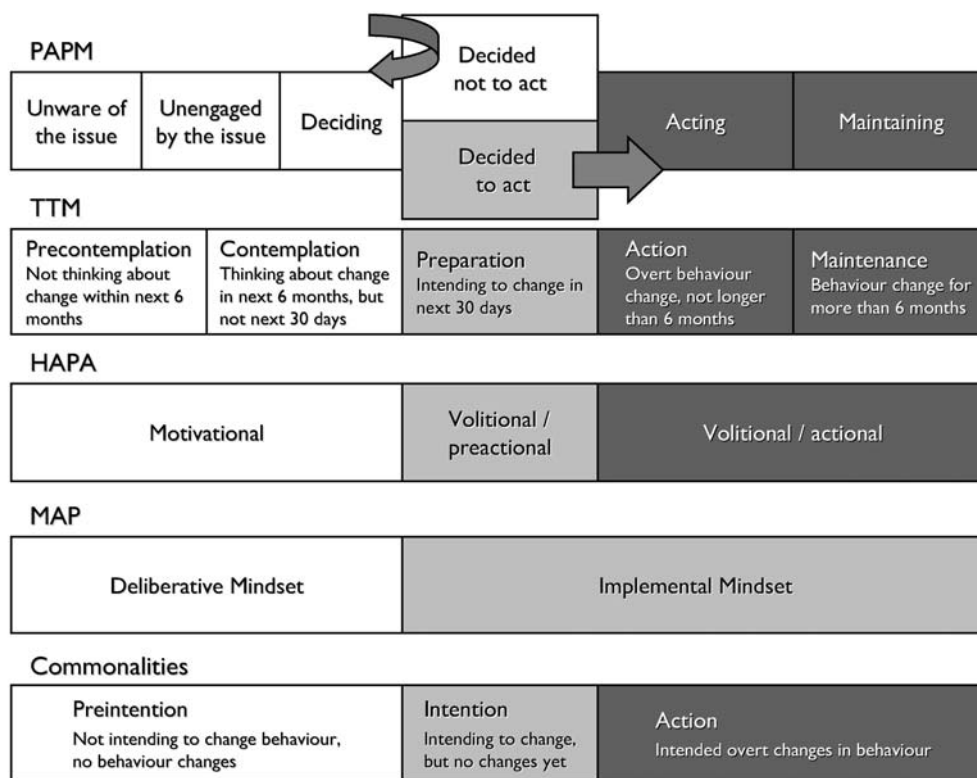 PAPM
Unware of
the issue
Unengaged
by the issue
Deciding
Decided
not to act
Decided
to act
Acting
Maintaining
TTM
Precontemplation
Not thinking about
change within next 6
months
Contemplation
Thinking about change
in next 6 months, but
not next 30 days
Preparation
Intending to change in
next 30 days
Action
Overt behaviour
change, not longer
than 6 months
Maintenance
Behaviour change for
more than 6 months
HAPA
Motivational
Volitional /
preactional
Volitional / actional
MAP
Deliberative Mindset
Implemental Mindset
Commonalities
Preintention
Not intending to change behaviour,
no behaviour changes
Intention
Intending to change,
but no changes yet
Action
Intended overt changes in behaviour